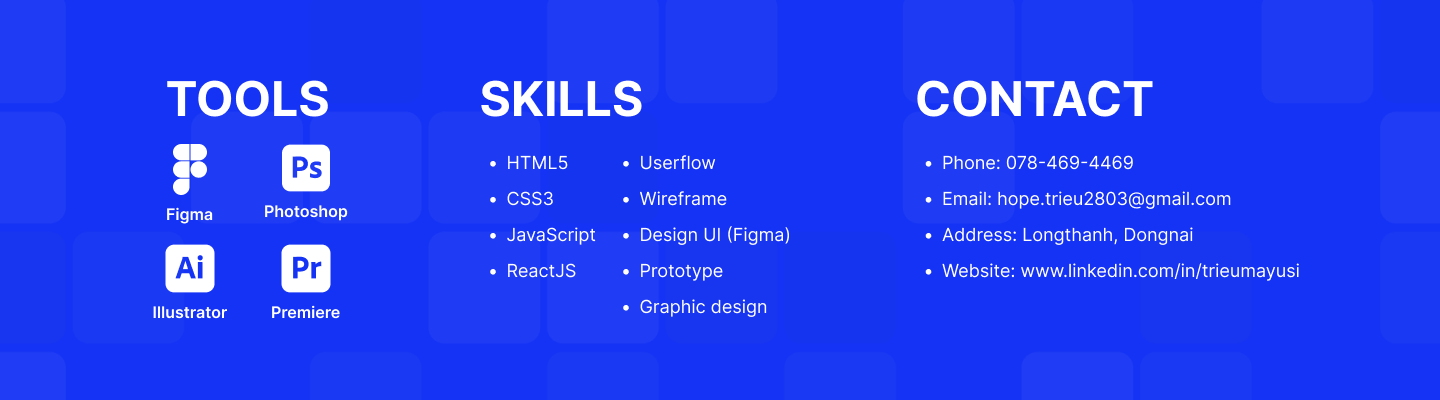 TOOLS
Ps
Figma
Photoshop
Ai
Pr
Illustrator
Premiere
SKILLS
• HTML5
• CSS3
• JavaScript
• ReactJS
• Userflow
• Wireframe
• Design UI (Figma)
• Prototype
• Graphic design
CONTACT
• Phone: 078-469-4469
• Email: hope.trieu2803@gmail.com
• Address: Longthanh, Dongnai
• Website: www.linkedin.com/in/trieumayusi